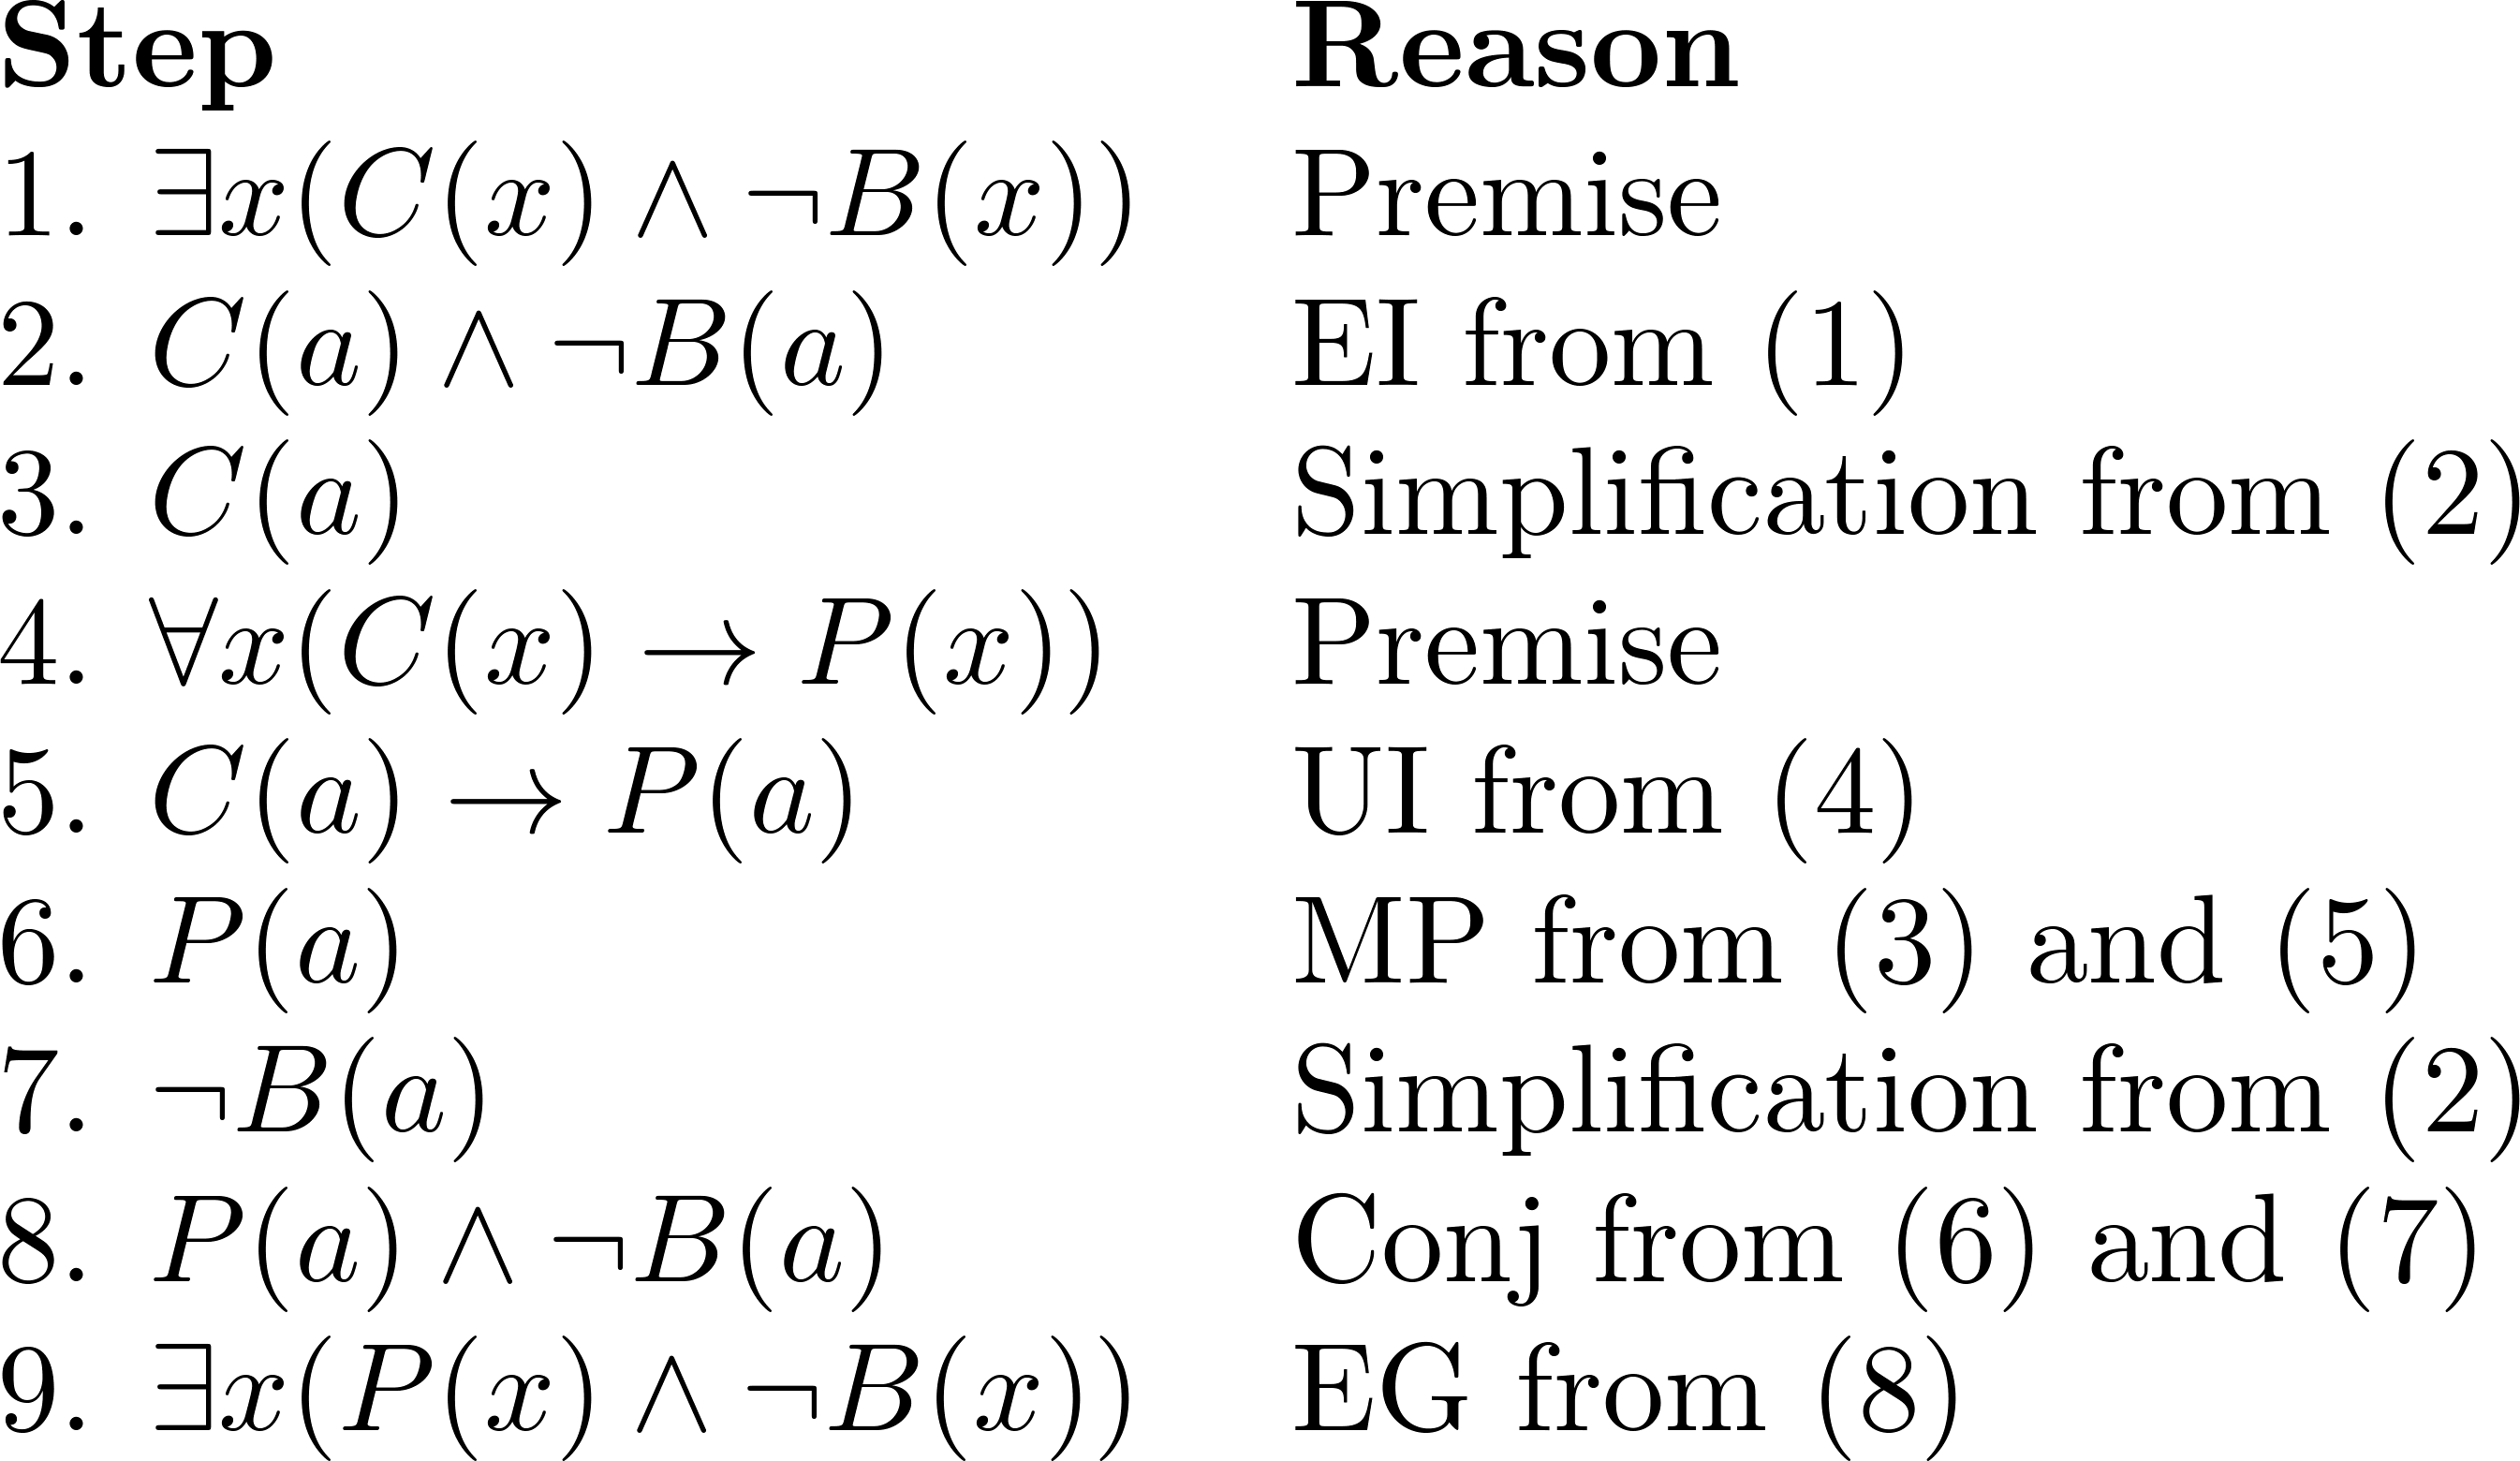 Step Reason
1. ∃x(C(x) ∧ ¬B(x)) Premise
2. C(a) ∧ ¬B(a) EI from (1)
3. C(a) Simplification from (2)
4. ∀x(C(x) → P(x)) Premise
5. C(a) → P(a) UI from (4)
6. P(a) MP from (3) and (5)
7. ¬B(a) Simplification from (2)
8. P(a) ∧ ¬B(a) Conj from (6) and (7)
9. ∃x(P(x) ∧ ¬B(x)) EG from (8)